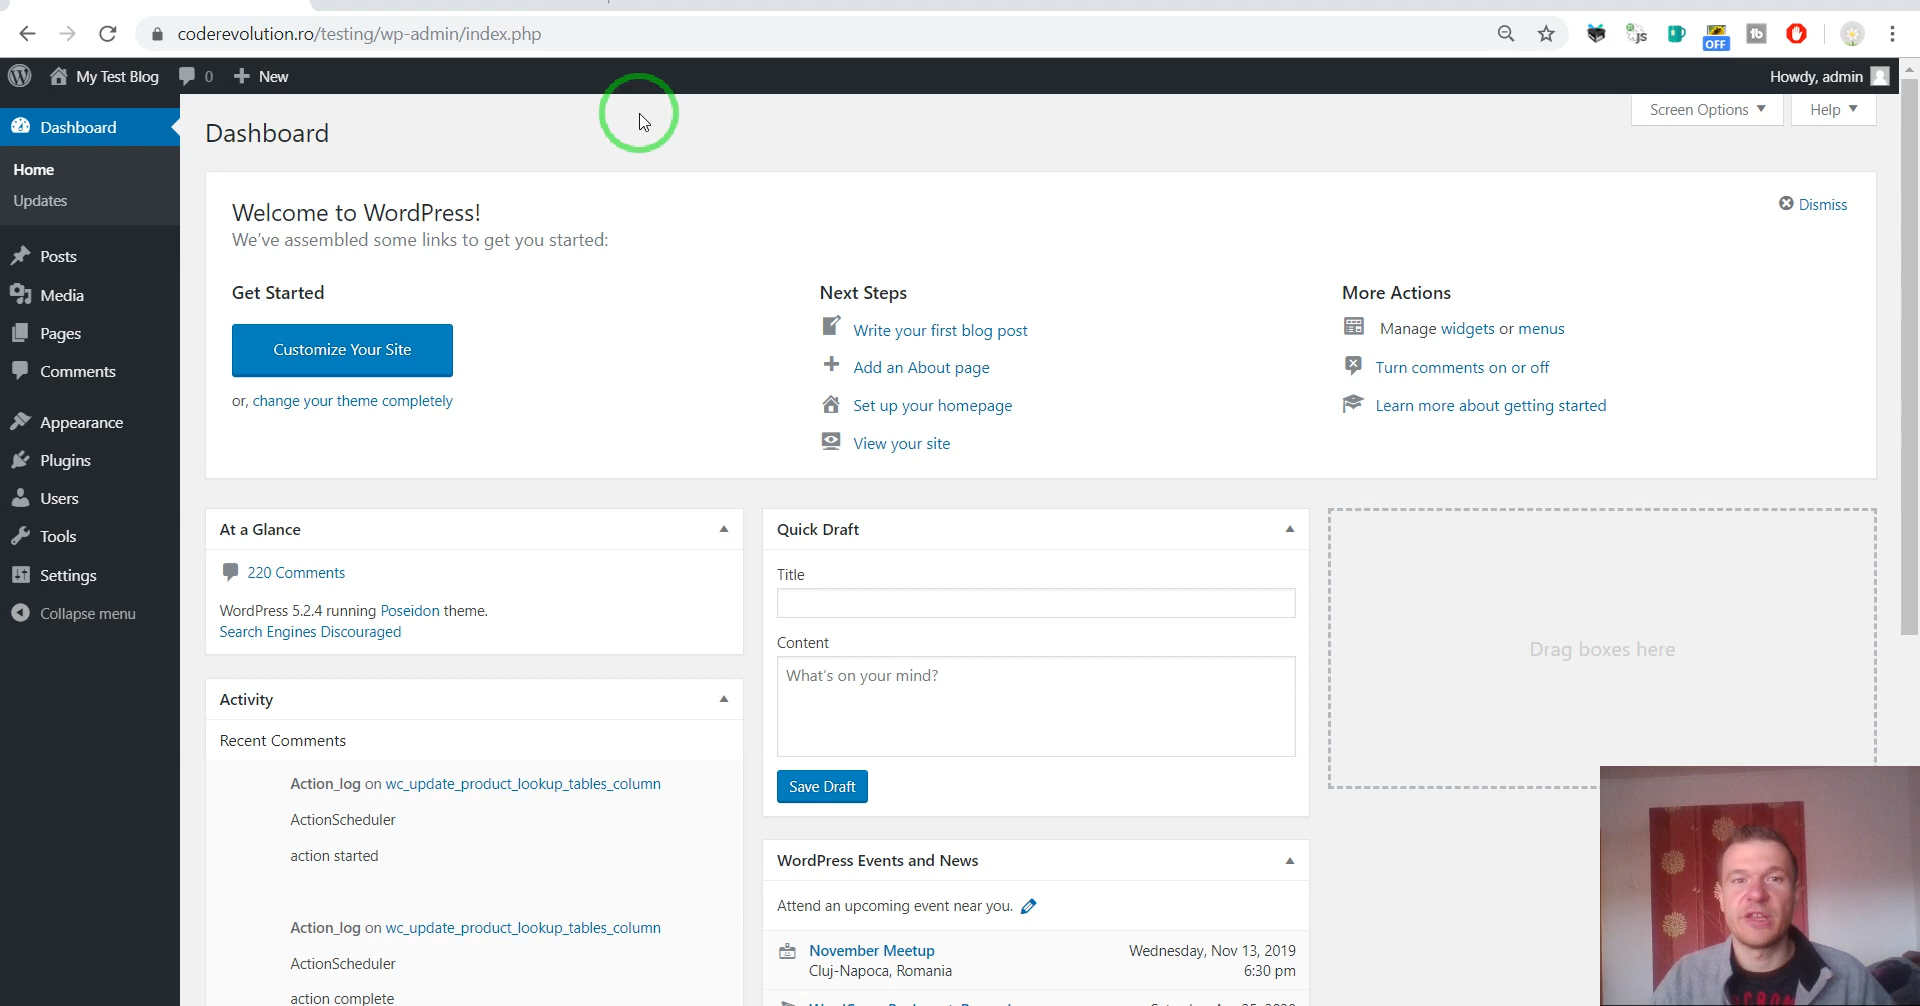 coderevolution.ro/testing/wp-admin/index.php
OFF
tb
My Test Blog 0 New
Howdy, admin
Dashboard
Home
Updates
Posts
Media
Pages
Comments
Appearance
Plugins
Users
Tools
Settings
Collapse menu
Screen Options
Help
Dashboard
Welcome to WordPress!
We've assembled some links to get you started:
Dismiss
Get Started
Customize Your Site
or, change your theme completely
Next Steps
Write your first blog post
Add an About page
Set up your homepage
View your site
More Actions
Manage widgets or menus
Turn comments on or off
Learn more about getting started
At a Glance
220 Comments
WordPress 5.2.4 running Poseidon theme.
Search Engines Discouraged
Activity
Recent Comments
Action_log on wc_update_product_lookup_tables_column
ActionScheduler
action started
Action_log on wc_update_product_lookup_tables_column
ActionScheduler
action complete
Quick Draft
Title
Content
What's on your mind?
Save Draft
WordPress Events and News
Attend an upcoming event near you.
November Meetup
Cluj-Napoca, Romania
Wednesday, Nov 13, 2019
6:30 pm
Drag boxes here